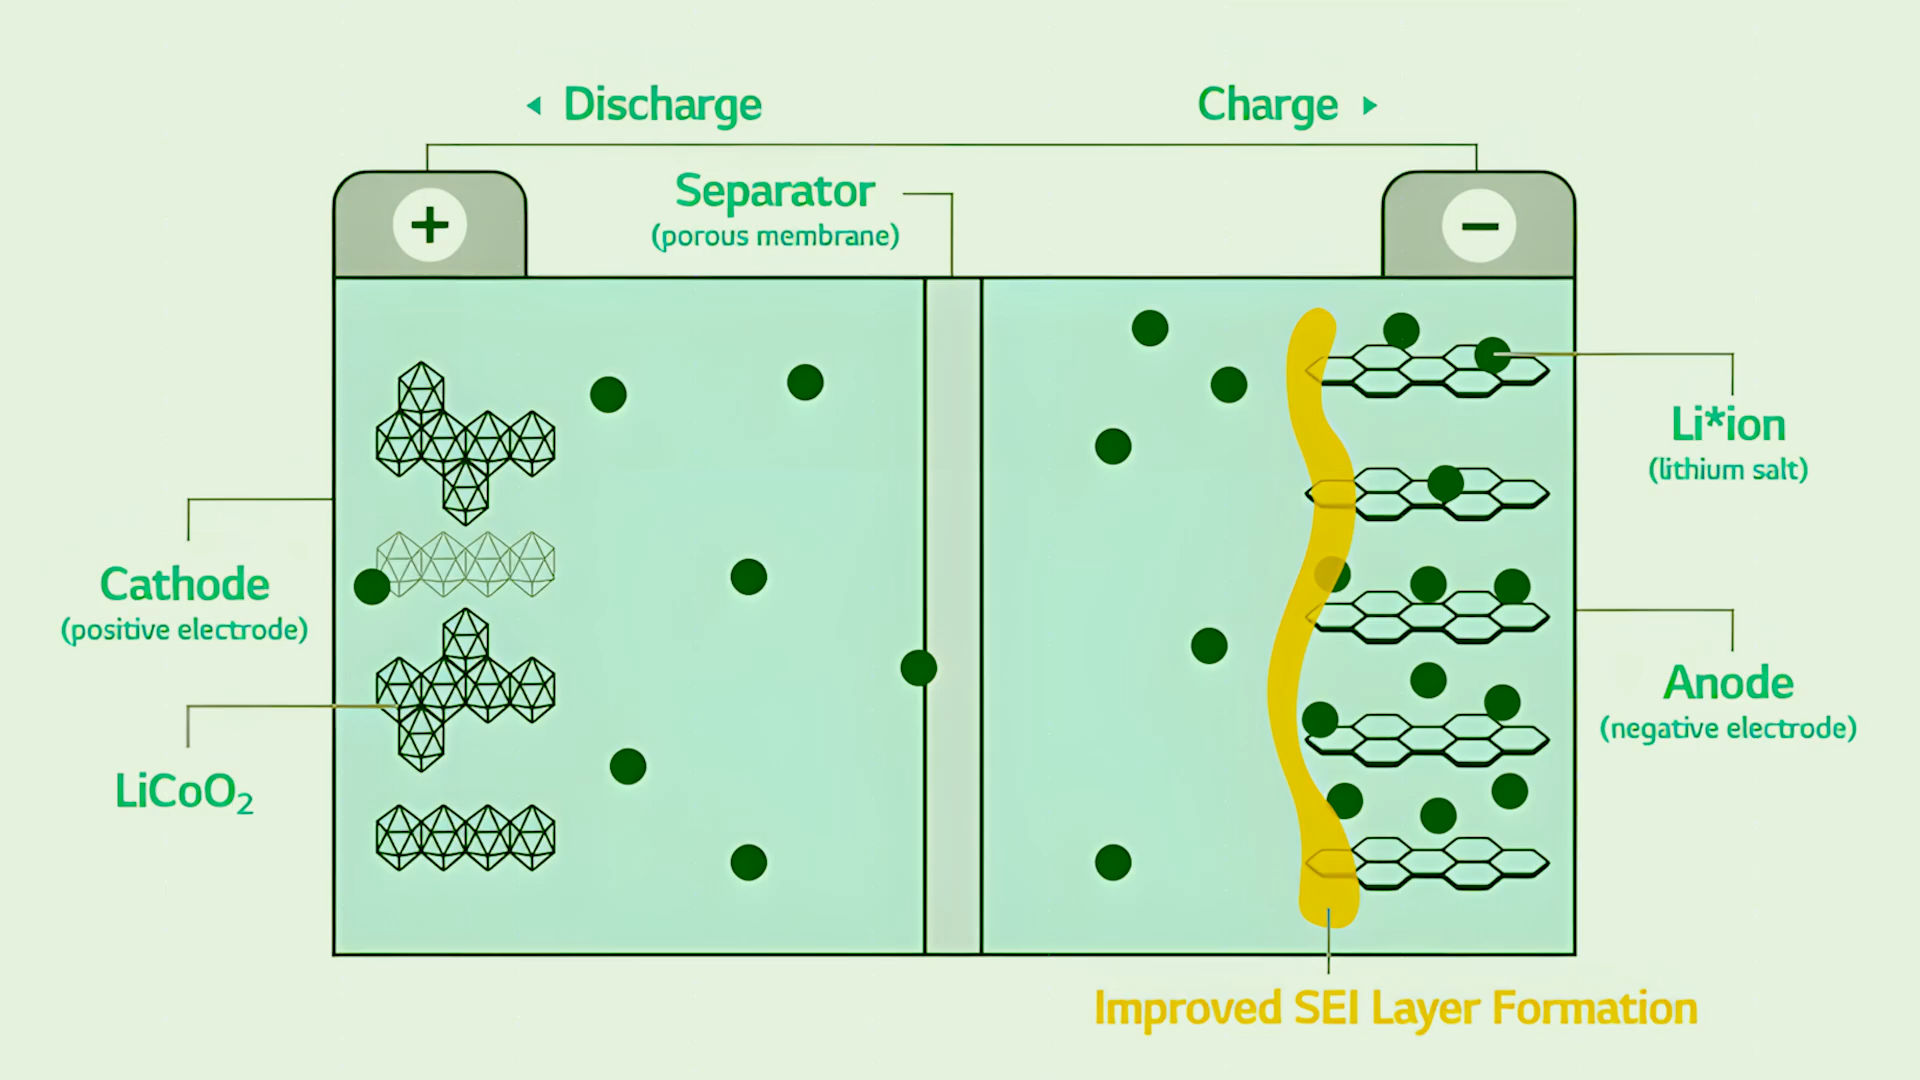 ◂ Discharge
Charge ▸
Separator
(porous membrane)
+
−
Li*ion
(lithium salt)
Cathode
(positive electrode)
Anode
(negative electrode)
LiCoO₂
Improved SEI Layer Formation